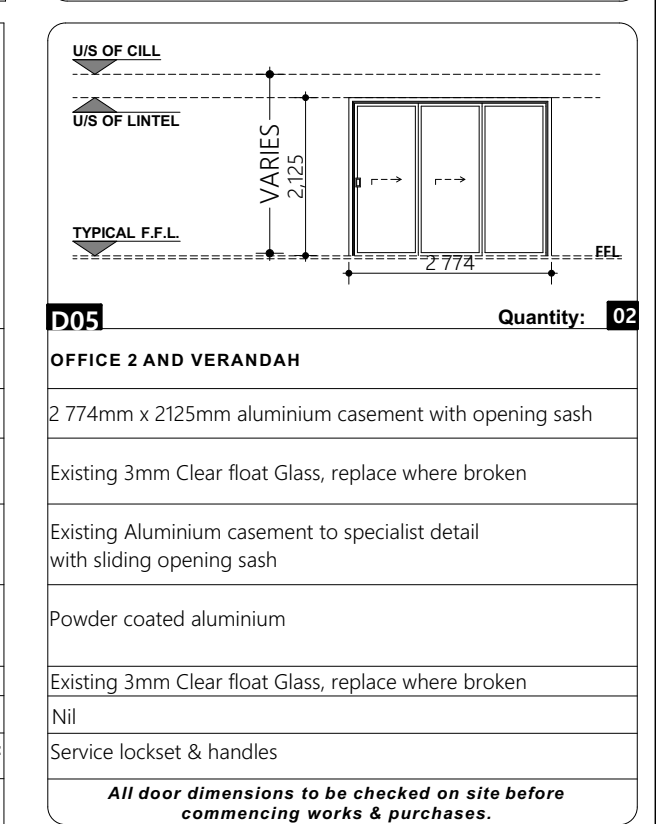 U/S OF CILL
U/S OF LINTEL
VARIES
2,125
TYPICAL F.F.L.
FFL
2 774
D05
Quantity: 02
OFFICE 2 AND VERANDAH
2 774mm x 2125mm aluminium casement with opening sash
Existing 3mm Clear float Glass, replace where broken
Existing Aluminium casement to specialist detail
with sliding opening sash
Powder coated aluminium
Existing 3mm Clear float Glass, replace where broken
Nil
Service lockset & handles
All door dimensions to be checked on site before
commencing works & purchases.